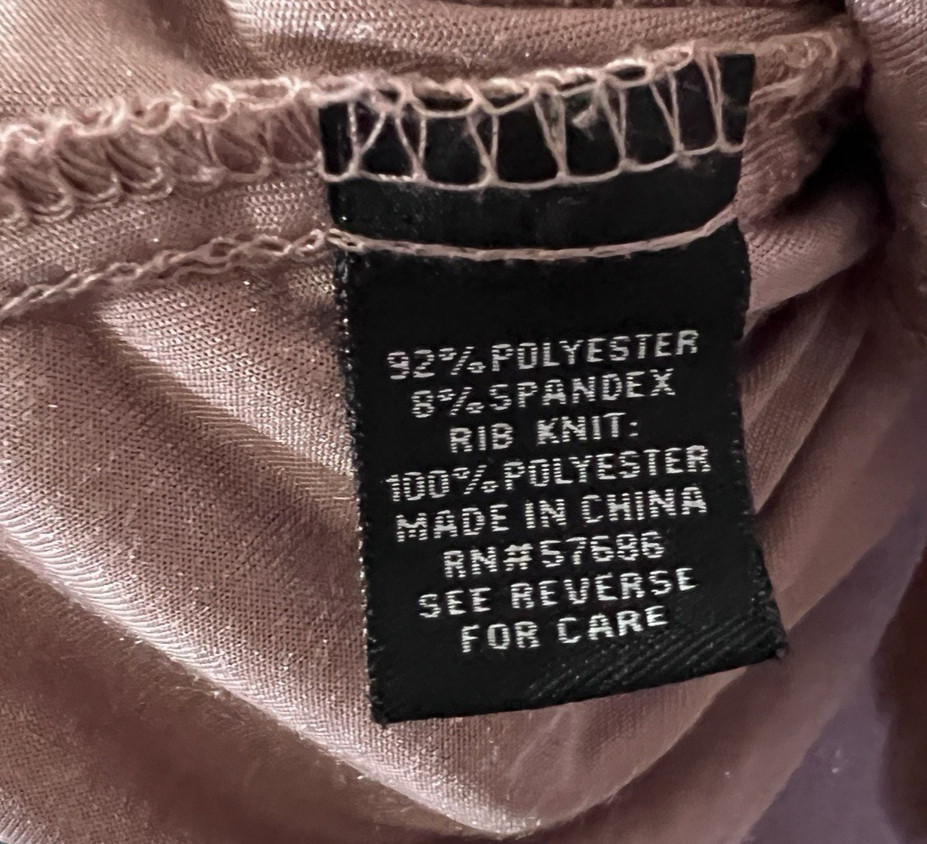 92% POLYESTER
8% SPANDEX
RIB KNIT:
100% POLYESTER
MADE IN CHINA
RN#57686
SEE REVERSE
FOR CARE